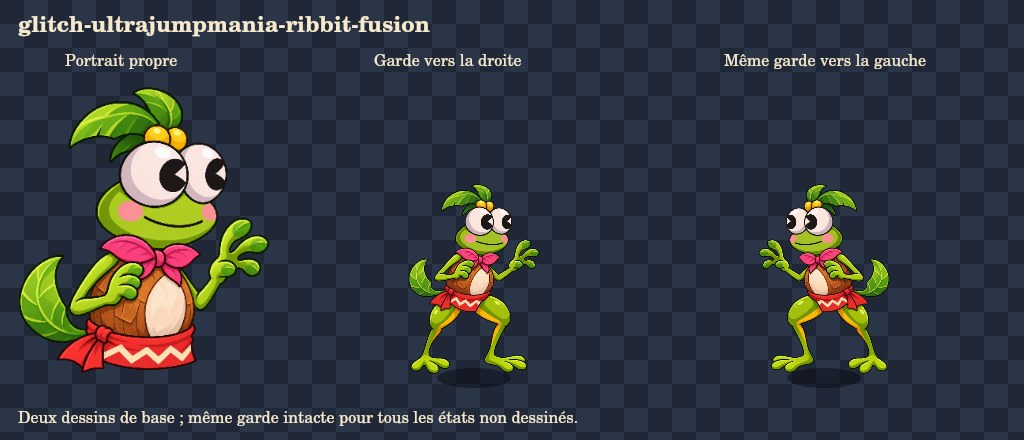 glitch-ultrajumpmania-ribbit-fusion
Portrait propre
Garde vers la droite
Même garde vers la gauche
Deux dessins de base ; même garde intacte pour tous les états non dessinés.